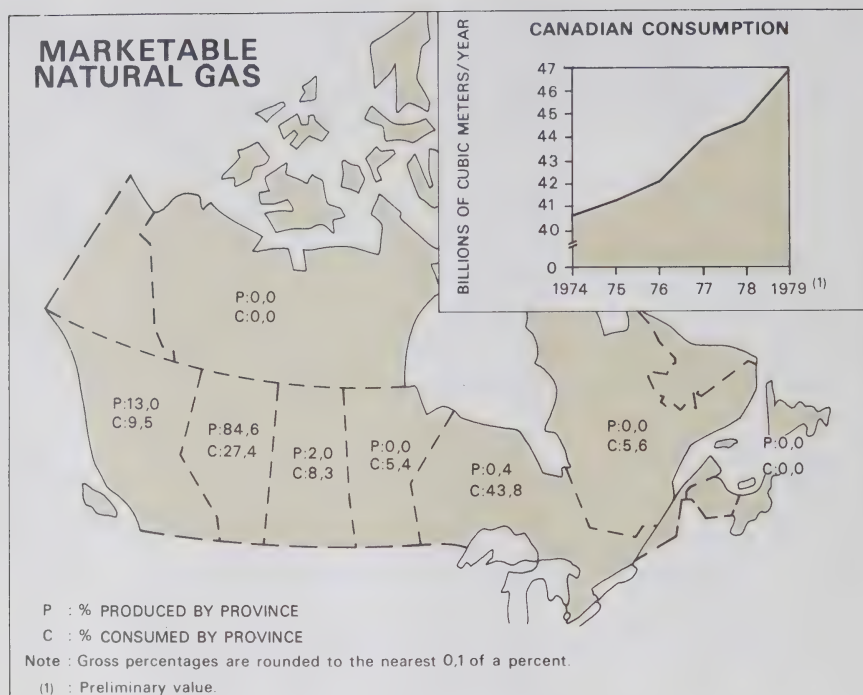 MARKETABLE
NATURAL GAS
CANADIAN CONSUMPTION
BILLIONS OF CUBIC METERS/YEAR
47
46
45
44
43
42
41
40
0
1974 75 76 77 78 1979 (1)
P:0,0
C:0,0
P:13,0
C:9,5
P:84,6
C:27,4
P:2,0
C:8,3
P:0,0
C:5,4
P:0,4
C:43,8
P:0,0
C:5,6
P:0,0
C:0,0
P : % PRODUCED BY PROVINCE
C : % CONSUMED BY PROVINCE
Note : Gross percentages are rounded to the nearest 0,1 of a percent.
(1) : Preliminary value.